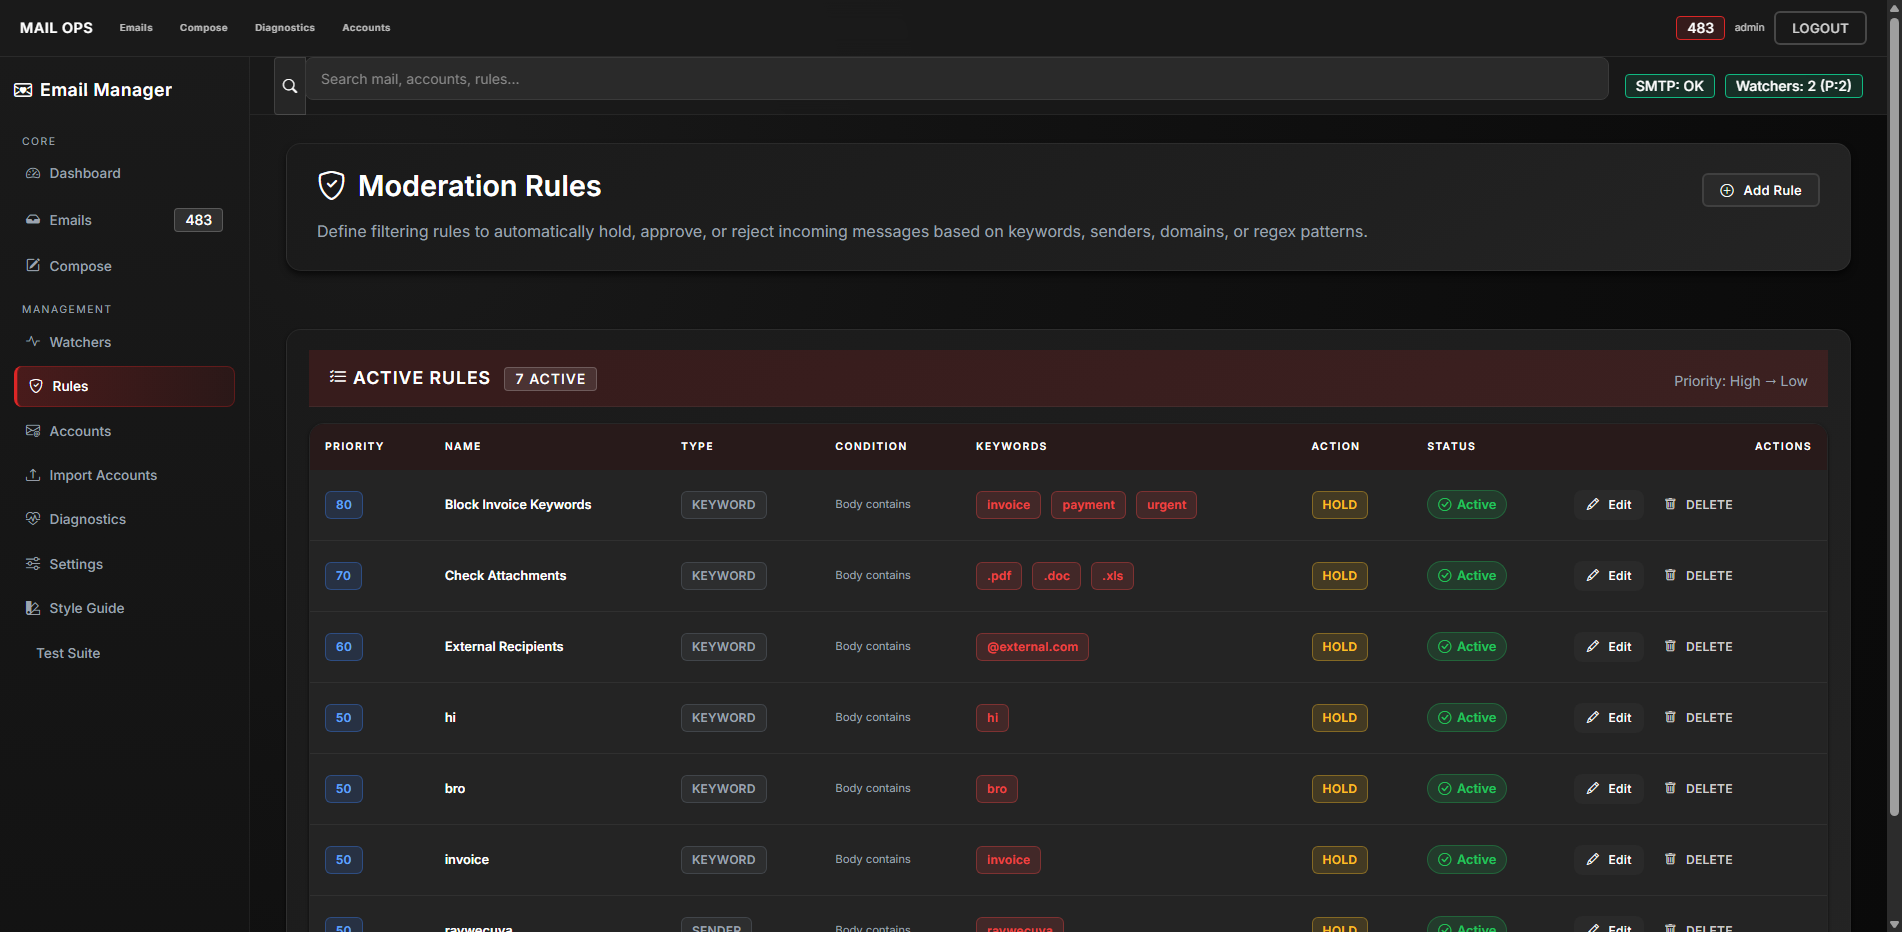 MAIL OPS Emails Compose Diagnostics Accounts 483 admin LOGOUT
Email Manager
Search mail, accounts, rules...
SMTP: OK
Watchers: 2 (P:2)
CORE
Dashboard
Emails 483
Compose
MANAGEMENT
Watchers
Rules
Accounts
Import Accounts
Diagnostics
Settings
Style Guide
Test Suite
Moderation Rules
Add Rule
Define filtering rules to automatically hold, approve, or reject incoming messages based on keywords, senders, domains, or regex patterns.
ACTIVE RULES 7 ACTIVE
Priority: High → Low
PRIORITY NAME TYPE CONDITION KEYWORDS ACTION STATUS ACTIONS
80 Block Invoice Keywords KEYWORD Body contains invoice payment urgent HOLD Active Edit DELETE
70 Check Attachments KEYWORD Body contains .pdf .doc .xls HOLD Active Edit DELETE
60 External Recipients KEYWORD Body contains @external.com HOLD Active Edit DELETE
50 hi KEYWORD Body contains hi HOLD Active Edit DELETE
50 bro KEYWORD Body contains bro HOLD Active Edit DELETE
50 invoice KEYWORD Body contains invoice HOLD Active Edit DELETE
50 SENDER Body contains HOLD Active Edit DELETE